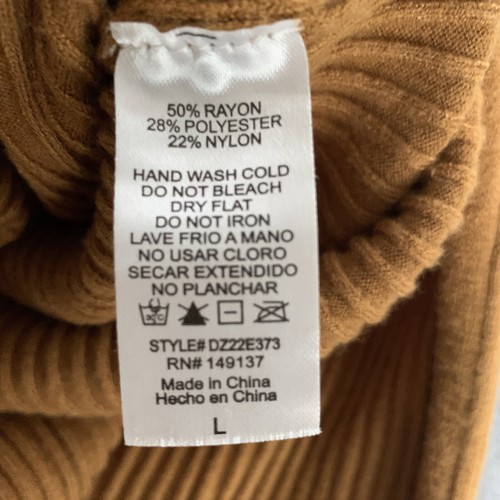 50% RAYON
28% POLYESTER
22% NYLON
HAND WASH COLD
DO NOT BLEACH
DRY FLAT
DO NOT IRON
LAVE FRIO A MANO
NO USAR CLORO
SECAR EXTENDIDO
NO PLANCHAR
30°C
STYLE# DZ22E373
RN# 149137
Made in China
Hecho en China
L